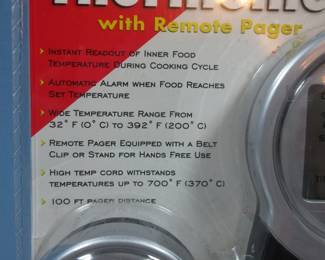 with Remote Pager
INSTANT READOUT OF INNER FOOD
TEMPERATURE DURING COOKING CYCLE
AUTOMATIC ALARM WHEN FOOD REACHES
SET TEMPERATURE
WIDE TEMPERATURE RANGE FROM
32° F (0° C) TO 392° F (200° C)
REMOTE PAGER EQUIPPED WITH A BELT
CLIP OR STAND FOR HANDS FREE USE
HIGH TEMP CORD WITHSTANDS
TEMPERATURES UP TO 700° F (370° C)
100 FT PAGER DISTANCE